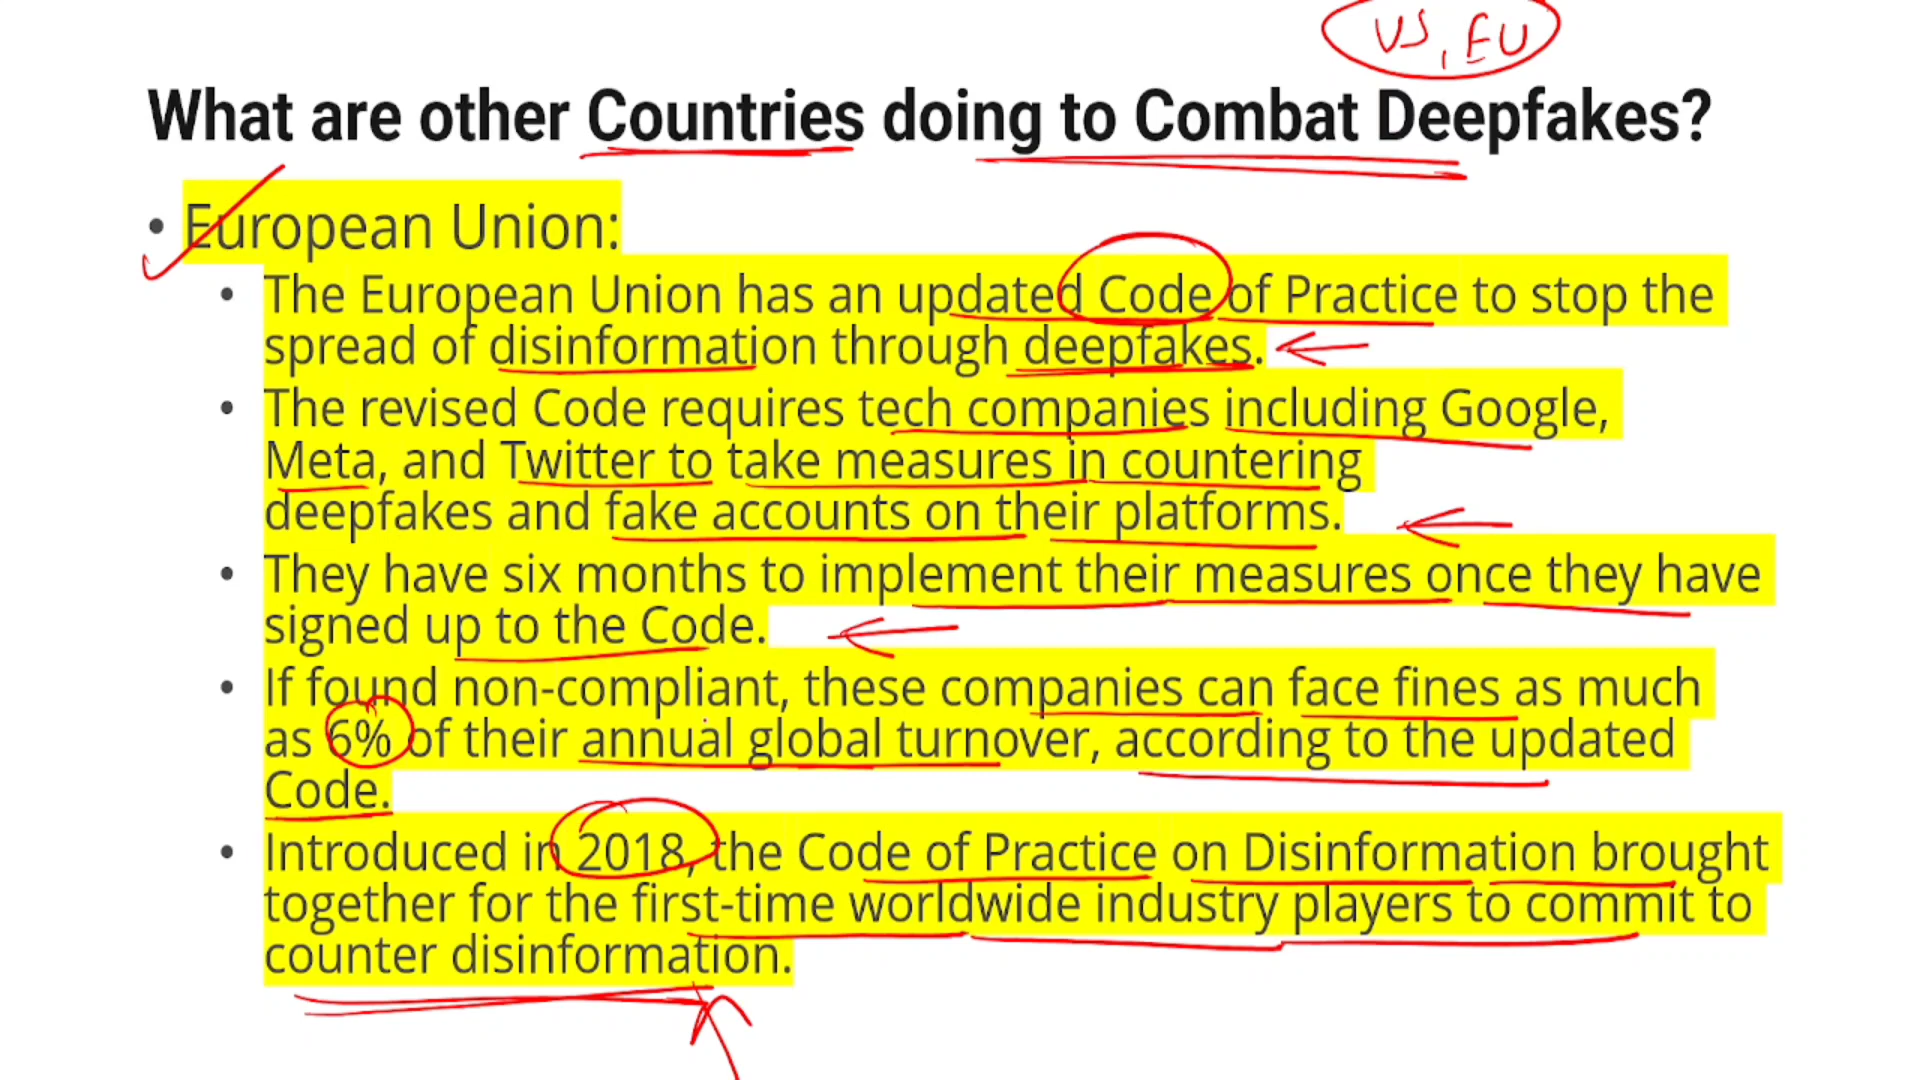 US, EU
What are other Countries doing to Combat Deepfakes?
• European Union:
• The European Union has an updated Code of Practice to stop the
spread of disinformation through deepfakes.
• The revised Code requires tech companies including Google,
Meta, and Twitter to take measures in countering
deepfakes and fake accounts on their platforms.
• They have six months to implement their measures once they have
signed up to the Code.
• If found non-compliant, these companies can face fines as much
as 6% of their annual global turnover, according to the updated
Code.
• Introduced in 2018, the Code of Practice on Disinformation brought
together for the first-time worldwide industry players to commit to
counter disinformation.